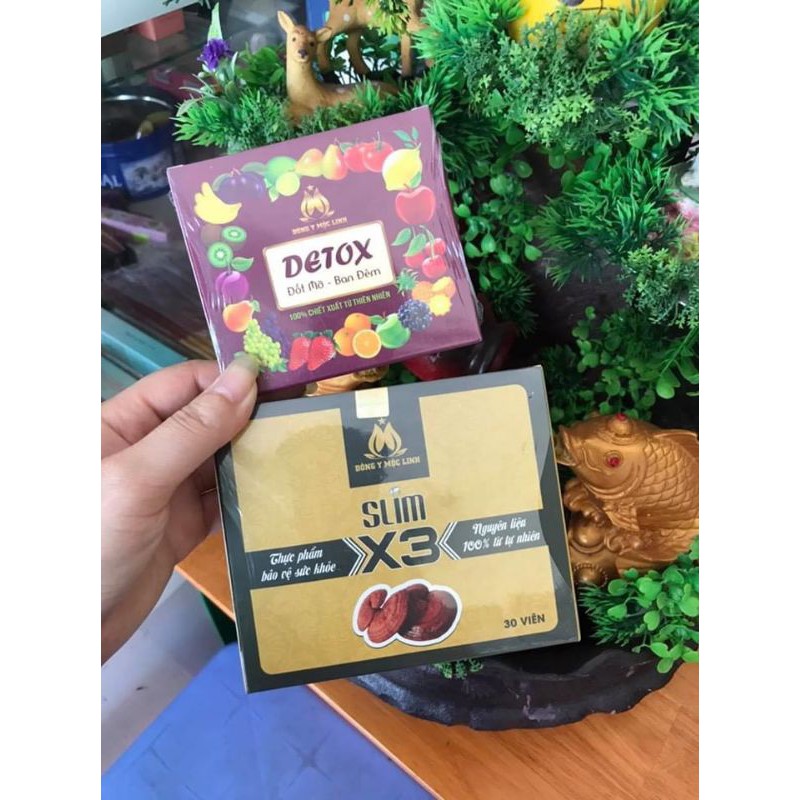 ĐÔNG Y MỘC LINH
DETOX
Đốt Mỡ - Ban Đêm
100% CHIẾT XUẤT TỪ THIÊN NHIÊN
ĐÔNG Y MỘC LINH
SLIM
X3
Thực phẩm
bảo vệ sức khỏe
Nguyên liệu
100% từ tự nhiên
30 VIÊN